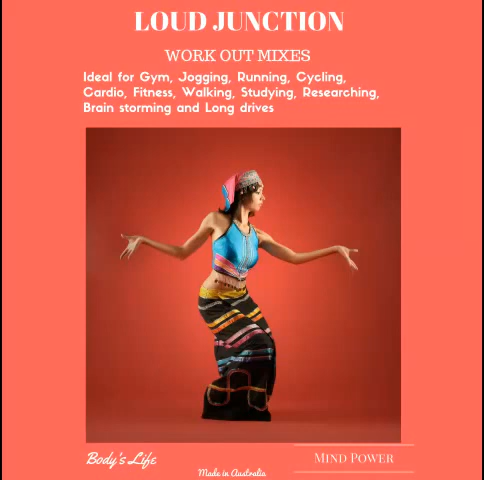 LOUD JUNCTION
WORK OUT MIXES
Ideal for Gym, Jogging, Running, Cycling,
Cardio, Fitness, Walking, Studying, Researching,
Brain storming and Long drives
Body's Life
Mind Power
Made in Australia